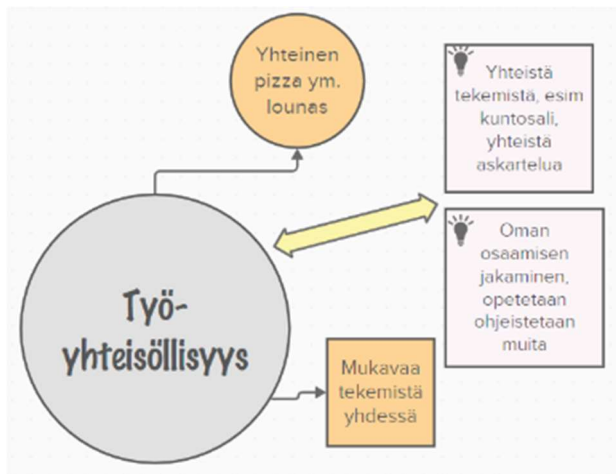 Yhteinen
pizza ym.
lounas
Yhteistä
tekemistä, esim
kuntosali,
yhteistä
askartelua
Oman
osaamisen
jakaminen,
opetetaan
ohjeistetaan
muita
Työ-
yhteisöllisyys
Mukavaa
tekemistä
yhdessä